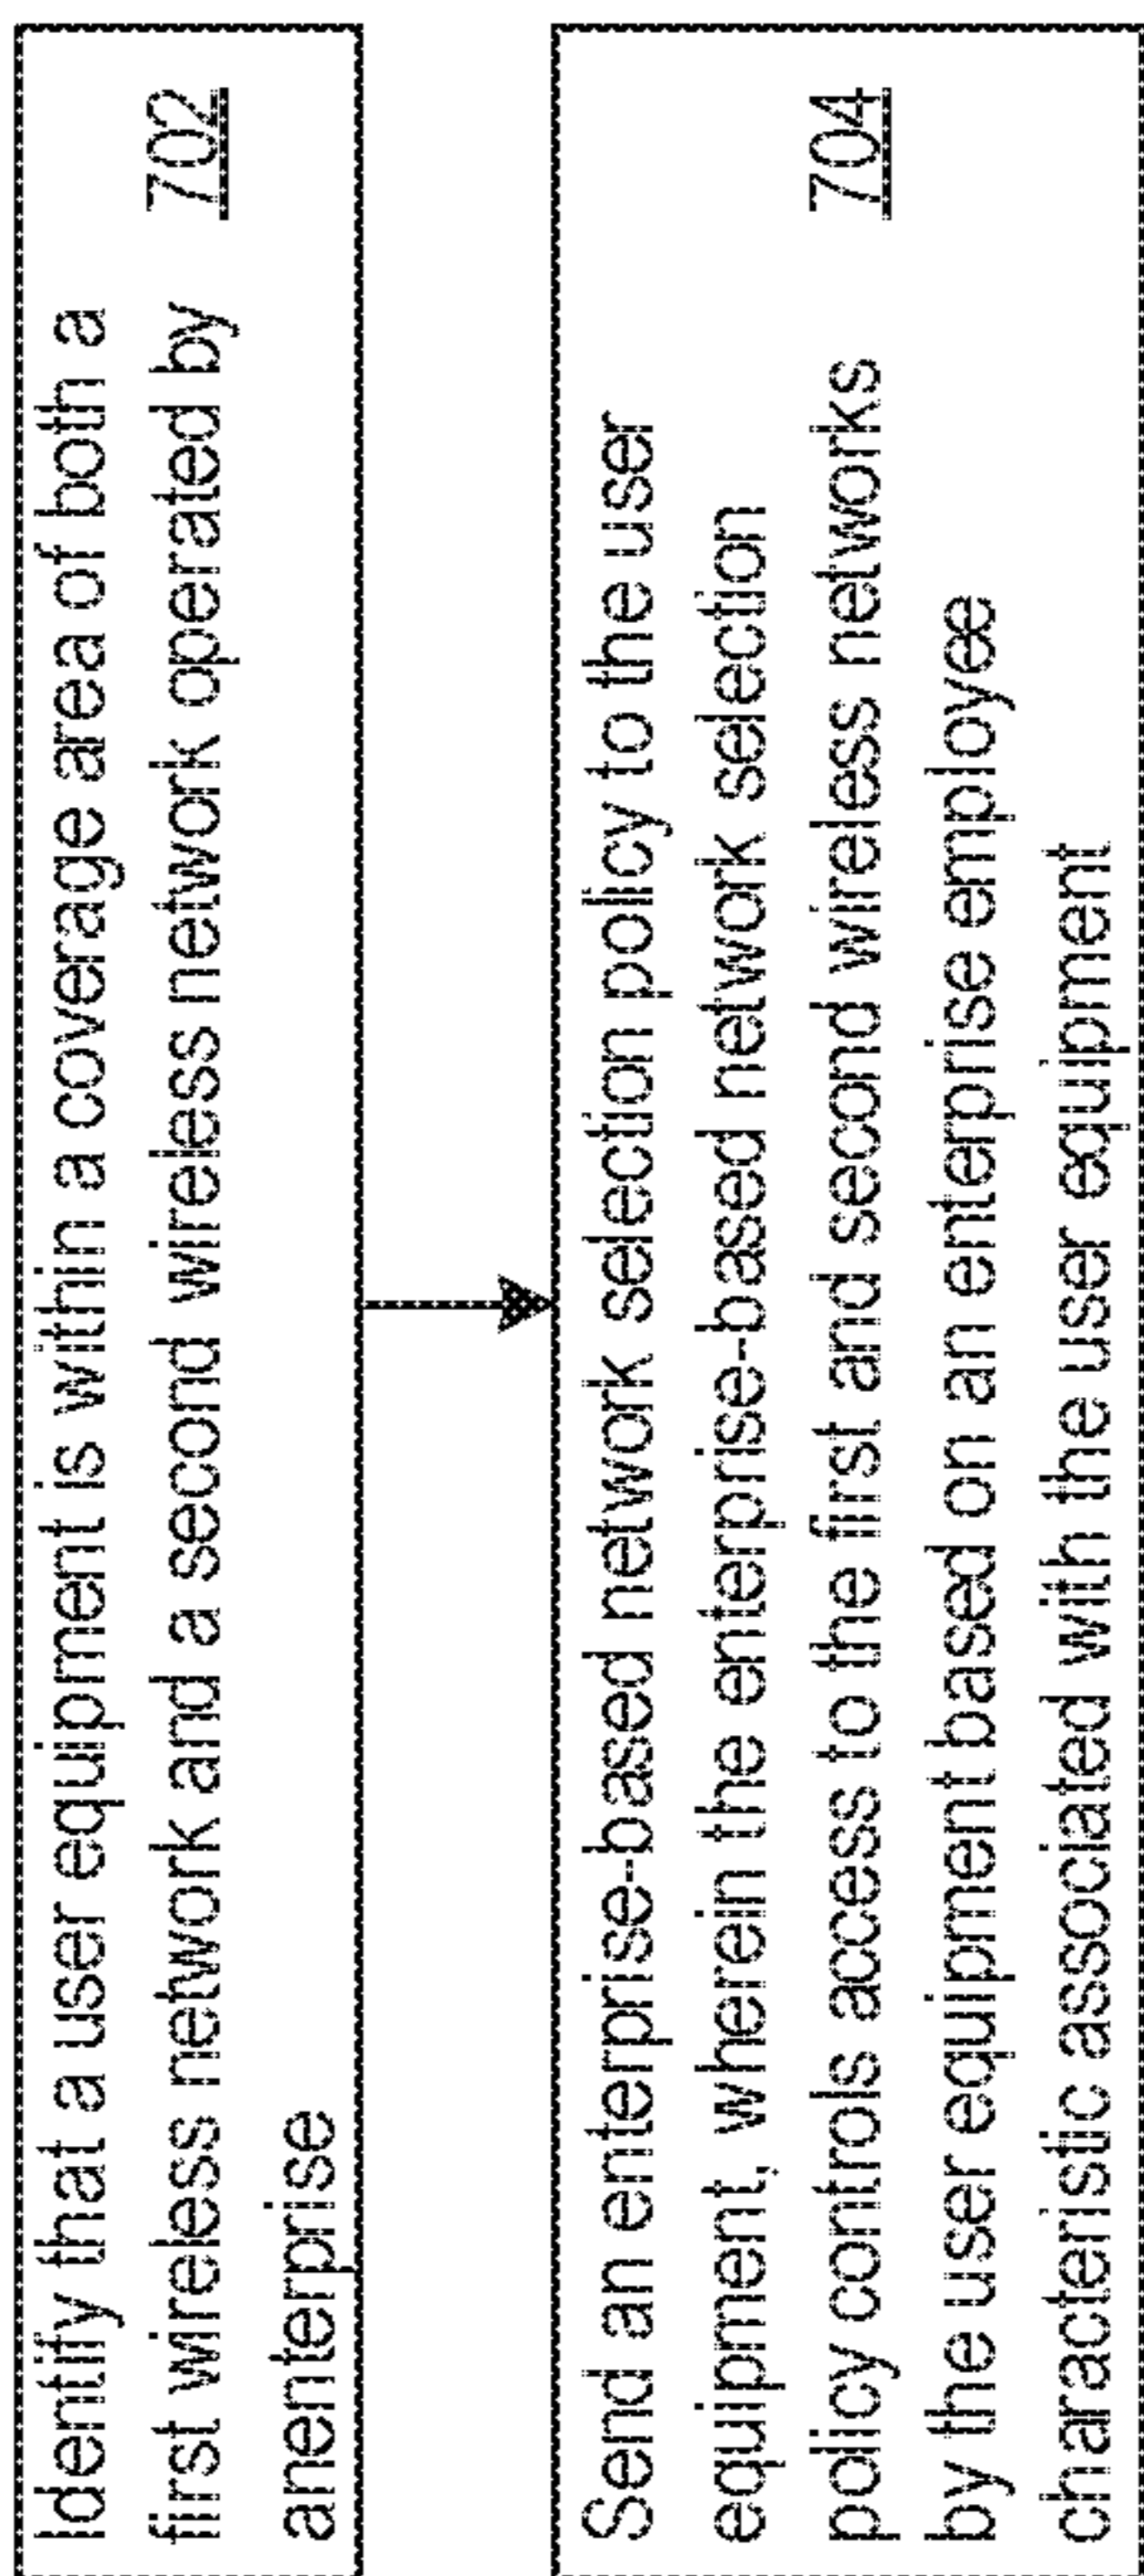 Identify that a user equipment is within a coverage area of both a
first wireless network and a second wireless network operated by
anenterprise
702
Send an enterprise-based network selection policy to the user
equipment, wherein the enterprise-based network selection
policy controls access to the first and second wireless networks
by the user equipment based on an enterprise employee
characteristic associated with the user equipment
704